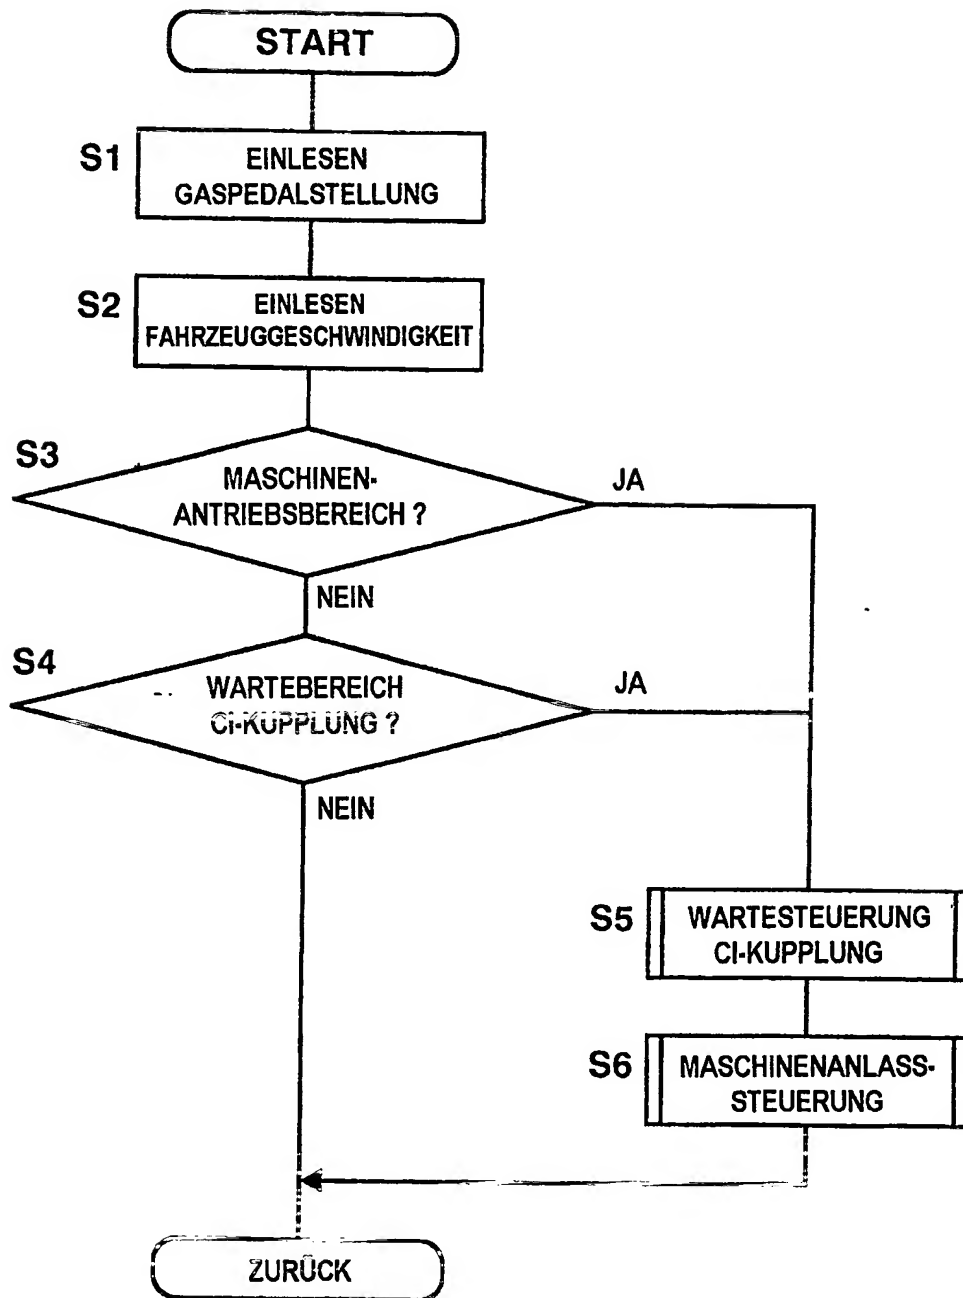 START
S1
EINLESEN
GASPEDALSTELLUNG
S2
EINLESEN
FAHRZEUGGESCHWINDIGKEIT
S3
MASCHINEN-
ANTRIEBSBEREICH ?
JA
NEIN
S4
WARTEBEREICH
CI-KUPPLUNG ?
JA
NEIN
S5
WARTESTEUERUNG
CI-KUPPLUNG
S6
MASCHINENANLASS-
STEUERUNG
ZURÜCK